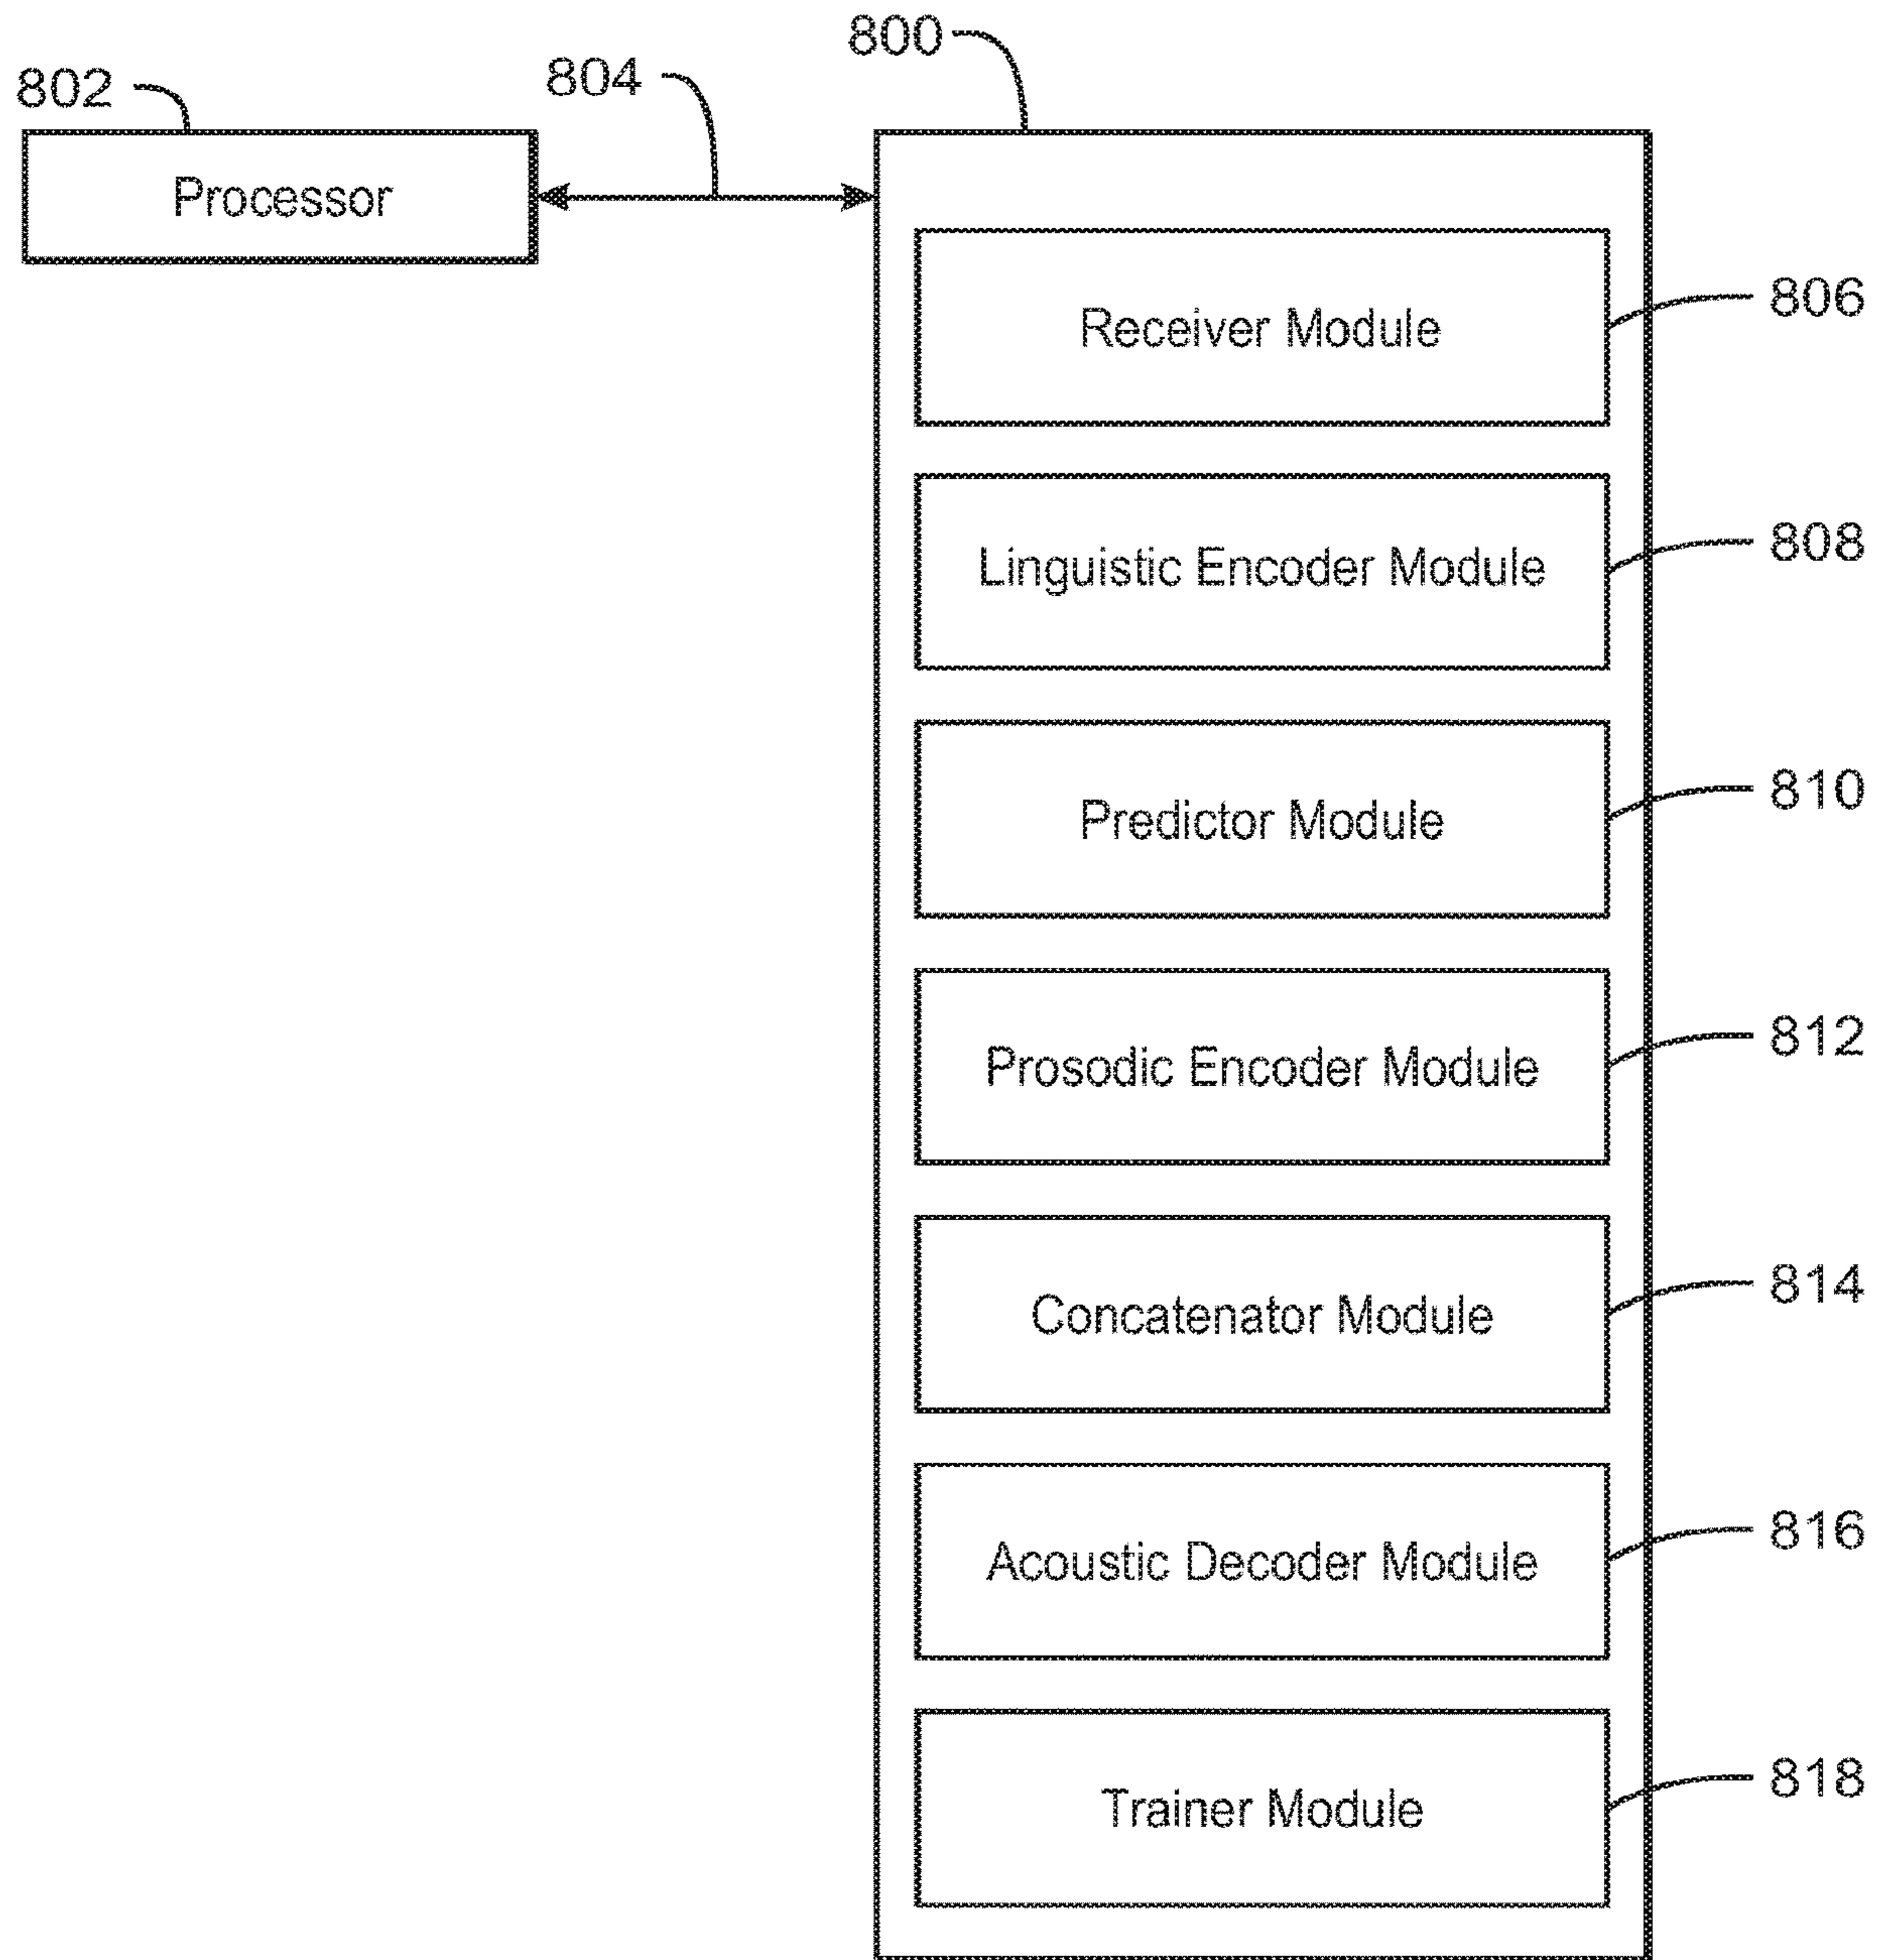 800
802
804
Processor
Receiver Module
806
Linguistic Encoder Module
808
Predictor Module
810
Prosodic Encoder Module
812
Concatenator Module
814
Acoustic Decoder Module
816
Trainer Module
818